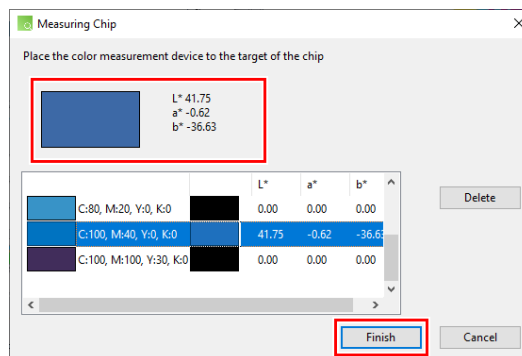 Measuring Chip
Place the color measurement device to the target of the chip
L* 41.75
a* -0.62
b* -36.63
L* a* b*
C:80, M:20, Y:0, K:0 0.00 0.00 0.00
C:100, M:40, Y:0, K:0 41.75 -0.62 -36.63
C:100, M:100, Y:30, K:0 0.00 0.00 0.00
Delete
Finish Cancel